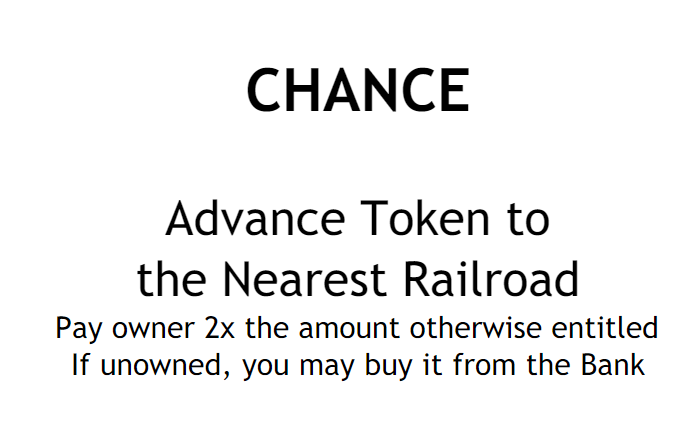 CHANCE
Advance Token to
the Nearest Railroad
Pay owner 2x the amount otherwise entitled
If unowned, you may buy it from the Bank